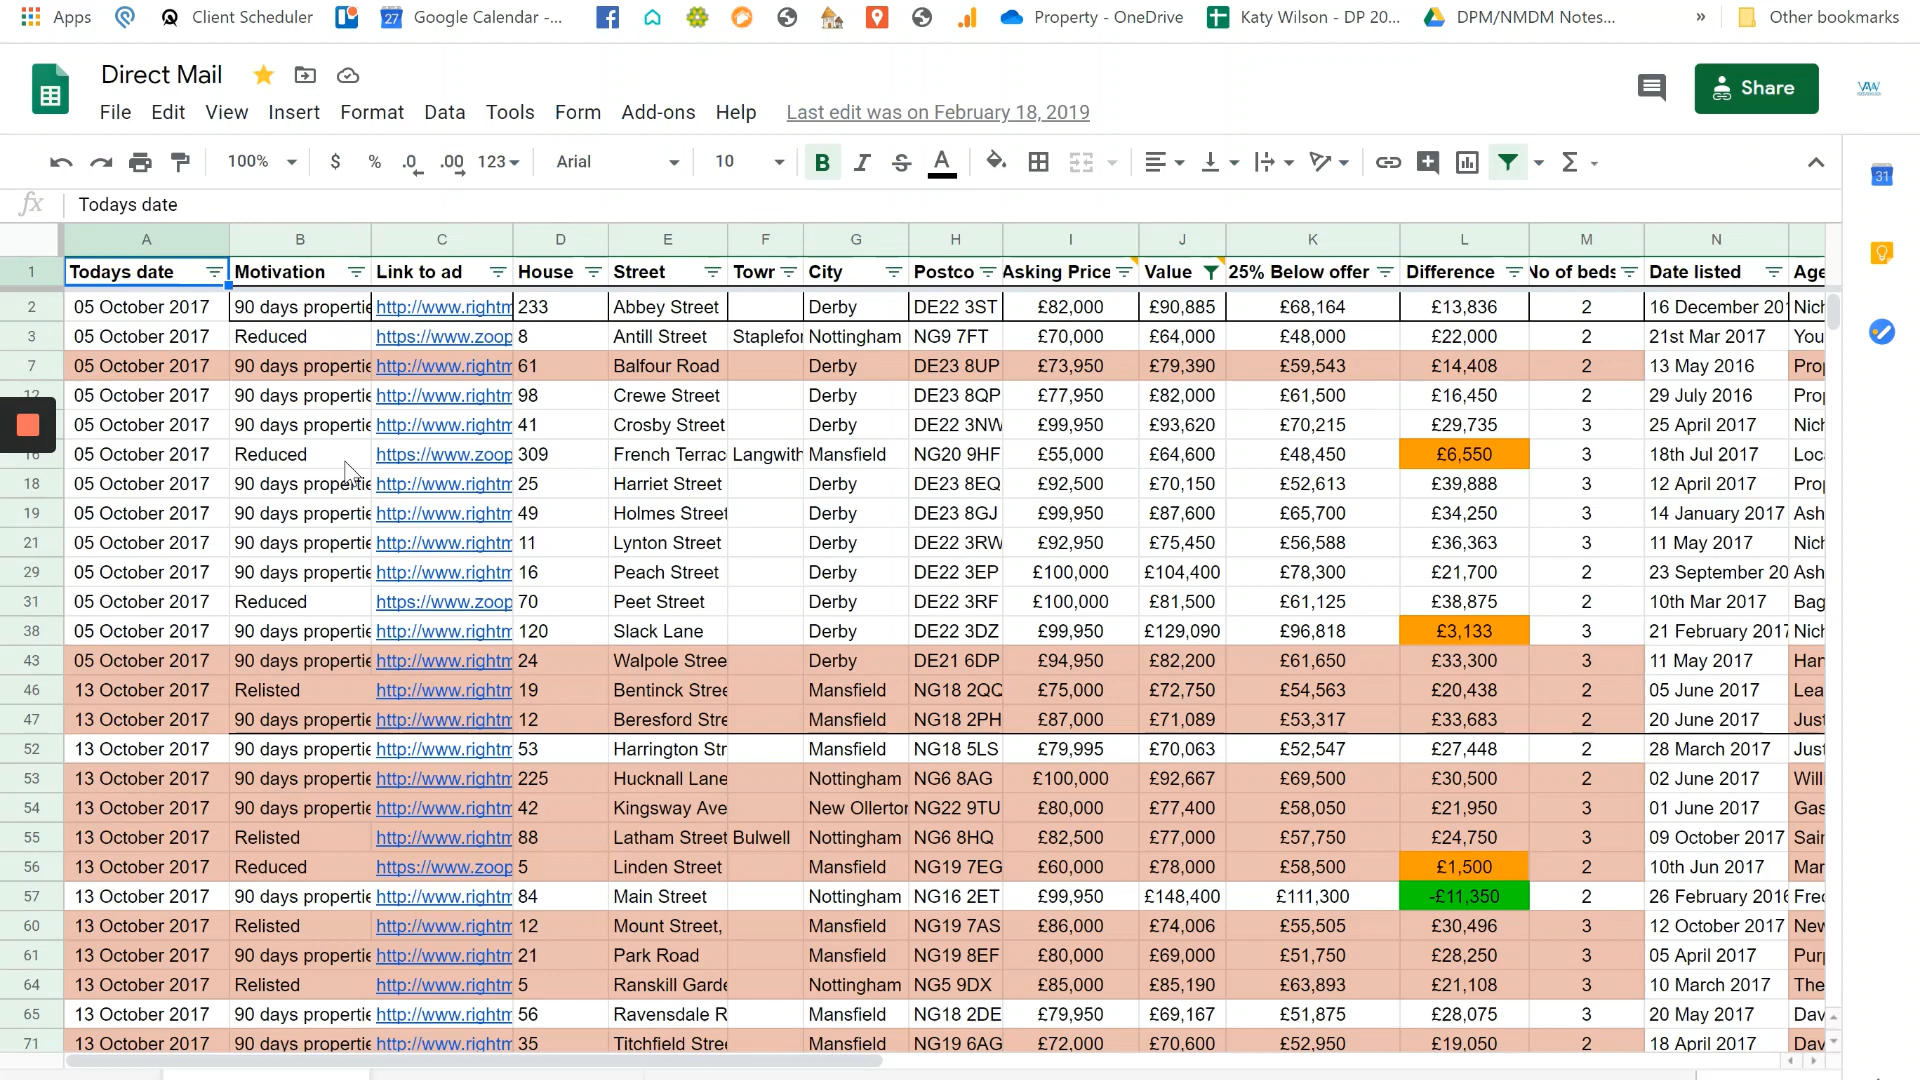 Apps Client Scheduler 27 Google Calendar -... Property - OneDrive Katy Wilson - DP 20... DPM/NMDM Notes... » Other bookmarks
Direct Mail
Share
VAW
File Edit View Insert Format Data Tools Form Add-ons Help Last edit was on February 18, 2019
100% $ % .0 .00 123 Arial 10 B I S A Σ
31
fx Todays date
A B C D E F G H I J K L M N
1 Todays date Motivation Link to ad House Street Towr City Postco Asking Price Value 25% Below offer Difference No of beds Date listed Age
2 05 October 2017 90 days propertie http://www.rightm 233 Abbey Street Derby DE22 3ST £82,000 £90,885 £68,164 £13,836 2 16 December 201 Nich
3 05 October 2017 Reduced https://www.zoop 8 Antill Street Staplefor Nottingham NG9 7FT £70,000 £64,000 £48,000 £22,000 2 21st Mar 2017 You
7 05 October 2017 90 days propertie http://www.rightm 61 Balfour Road Derby DE23 8UP £73,950 £79,390 £59,543 £14,408 2 13 May 2016 Prop
12 05 October 2017 90 days propertie http://www.rightm 98 Crewe Street Derby DE23 8QP £77,950 £82,000 £61,500 £16,450 2 29 July 2016 Prop
05 October 2017 90 days propertie http://www.rightm 41 Crosby Street Derby DE22 3NW £99,950 £93,620 £70,215 £29,735 3 25 April 2017 Nich
16 05 October 2017 Reduced https://www.zoop 309 French Terrac Langwith Mansfield NG20 9HF £55,000 £64,600 £48,450 £6,550 3 18th Jul 2017 Loc
18 05 October 2017 90 days propertie http://www.rightm 25 Harriet Street Derby DE23 8EQ £92,500 £70,150 £52,613 £39,888 3 12 April 2017 Prop
19 05 October 2017 90 days propertie http://www.rightm 49 Holmes Street Derby DE23 8GJ £99,950 £87,600 £65,700 £34,250 3 14 January 2017 Ash
21 05 October 2017 90 days propertie http://www.rightm 11 Lynton Street Derby DE22 3RW £92,950 £75,450 £56,588 £36,363 3 11 May 2017 Nich
29 05 October 2017 90 days propertie http://www.rightm 16 Peach Street Derby DE22 3EP £100,000 £104,400 £78,300 £21,700 2 23 September 20 Ash
31 05 October 2017 Reduced https://www.zoop 70 Peet Street Derby DE22 3RF £100,000 £81,500 £61,125 £38,875 2 10th Mar 2017 Bag
38 05 October 2017 90 days propertie http://www.rightm 120 Slack Lane Derby DE22 3DZ £99,950 £129,090 £96,818 £3,133 3 21 February 2017 Nich
43 05 October 2017 90 days propertie http://www.rightm 24 Walpole Stree Derby DE21 6DP £94,950 £82,200 £61,650 £33,300 3 11 May 2017 Han
46 13 October 2017 Relisted http://www.rightm 19 Bentinck Stree Mansfield NG18 2QQ £75,000 £72,750 £54,563 £20,438 2 05 June 2017 Lea
47 13 October 2017 90 days propertie http://www.rightm 12 Beresford Stre Mansfield NG18 2PH £87,000 £71,089 £53,317 £33,683 2 20 June 2017 Just
52 13 October 2017 90 days propertie http://www.rightm 53 Harrington Str Mansfield NG18 5LS £79,995 £70,063 £52,547 £27,448 2 28 March 2017 Just
53 13 October 2017 90 days propertie http://www.rightm 225 Hucknall Lane Nottingham NG6 8AG £100,000 £92,667 £69,500 £30,500 2 02 June 2017 Will
54 13 October 2017 90 days propertie http://www.rightm 42 Kingsway Ave New Ollerton NG22 9TU £80,000 £77,400 £58,050 £21,950 3 01 June 2017 Gas
55 13 October 2017 Relisted http://www.rightm 88 Latham Street Bulwell Nottingham NG6 8HQ £82,500 £77,000 £57,750 £24,750 3 09 October 2017 Sain
56 13 October 2017 Reduced https://www.zoop 5 Linden Street Mansfield NG19 7EG £60,000 £78,000 £58,500 £1,500 2 10th Jun 2017 Mar
57 13 October 2017 90 days propertie http://www.rightm 84 Main Street Nottingham NG16 2ET £99,950 £148,400 £111,300 -£11,350 2 26 February 2016 Fred
60 13 October 2017 Relisted http://www.rightm 12 Mount Street, Mansfield NG19 7AS £86,000 £74,006 £55,505 £30,496 3 12 October 2017 New
61 13 October 2017 90 days propertie http://www.rightm 21 Park Road Mansfield NG19 8EF £80,000 £69,000 £51,750 £28,250 3 05 April 2017 Purp
64 13 October 2017 Relisted http://www.rightm 5 Ranskill Garde Nottingham NG5 9DX £85,000 £85,190 £63,893 £21,108 3 10 March 2017 The
65 13 October 2017 90 days propertie http://www.rightm 56 Ravensdale R Mansfield NG18 2DE £79,950 £69,167 £51,875 £28,075 3 20 May 2017 Dav
71 13 October 2017 90 days propertie http://www.rightm 35 Titchfield Stree Mansfield NG19 6AG £72,000 £70,600 £52,950 £19,050 2 18 April 2017 Dav